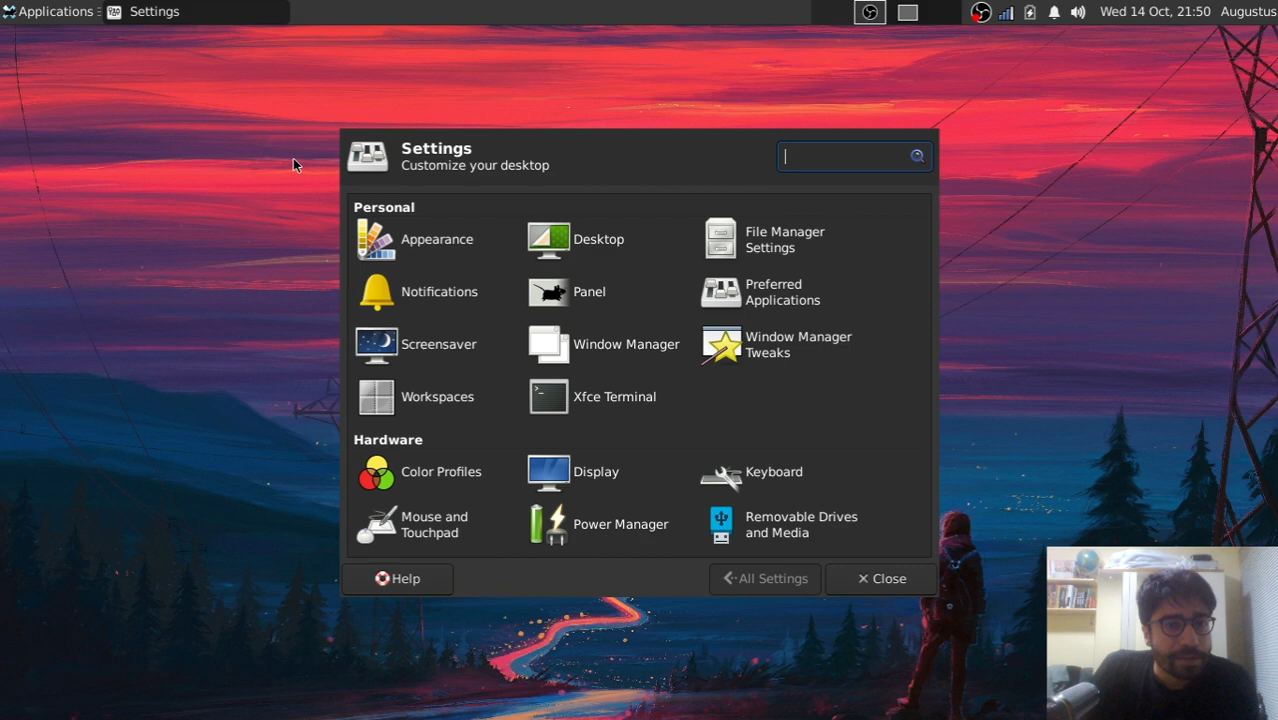 Applications
Settings
Wed 14 Oct, 21:50
Augustus
Settings
Customize your desktop
Personal
Appearance
Desktop
File Manager
Settings
Notifications
Panel
Preferred
Applications
Screensaver
Window Manager
Window Manager
Tweaks
Workspaces
Xfce Terminal
Hardware
Color Profiles
Display
Keyboard
Mouse and
Touchpad
Power Manager
Removable Drives
and Media
Help
All Settings
Close